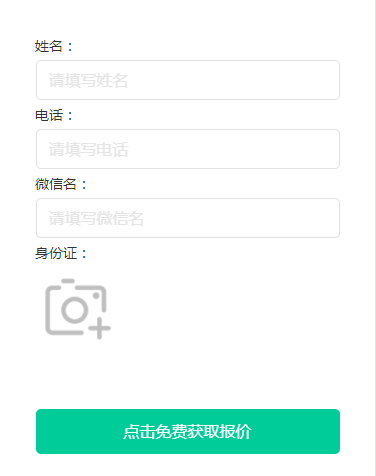 姓名：
请填写姓名
电话：
请填写电话
微信名：
请填写微信名
身份证：
点击免费获取报价